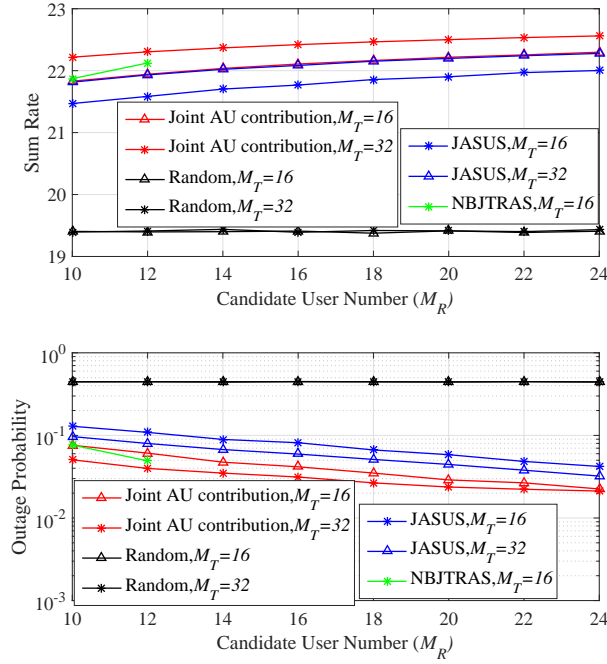 23
22
21
20
19
Sum Rate
Joint AU contribution,M_T=16
Joint AU contribution,M_T=32
Random,M_T=16
Random,M_T=32
JASUS,M_T=16
JASUS,M_T=32
NBJTRAS,M_T=16
10 12 14 16 18 20 22 24
Candidate User Number (M_R)
10^0
10^-1
10^-2
10^-3
Outage Probability
Joint AU contribution,M_T=16
Joint AU contribution,M_T=32
Random,M_T=16
Random,M_T=32
JASUS,M_T=16
JASUS,M_T=32
NBJTRAS,M_T=16
10 12 14 16 18 20 22 24
Candidate User Number (M_R)